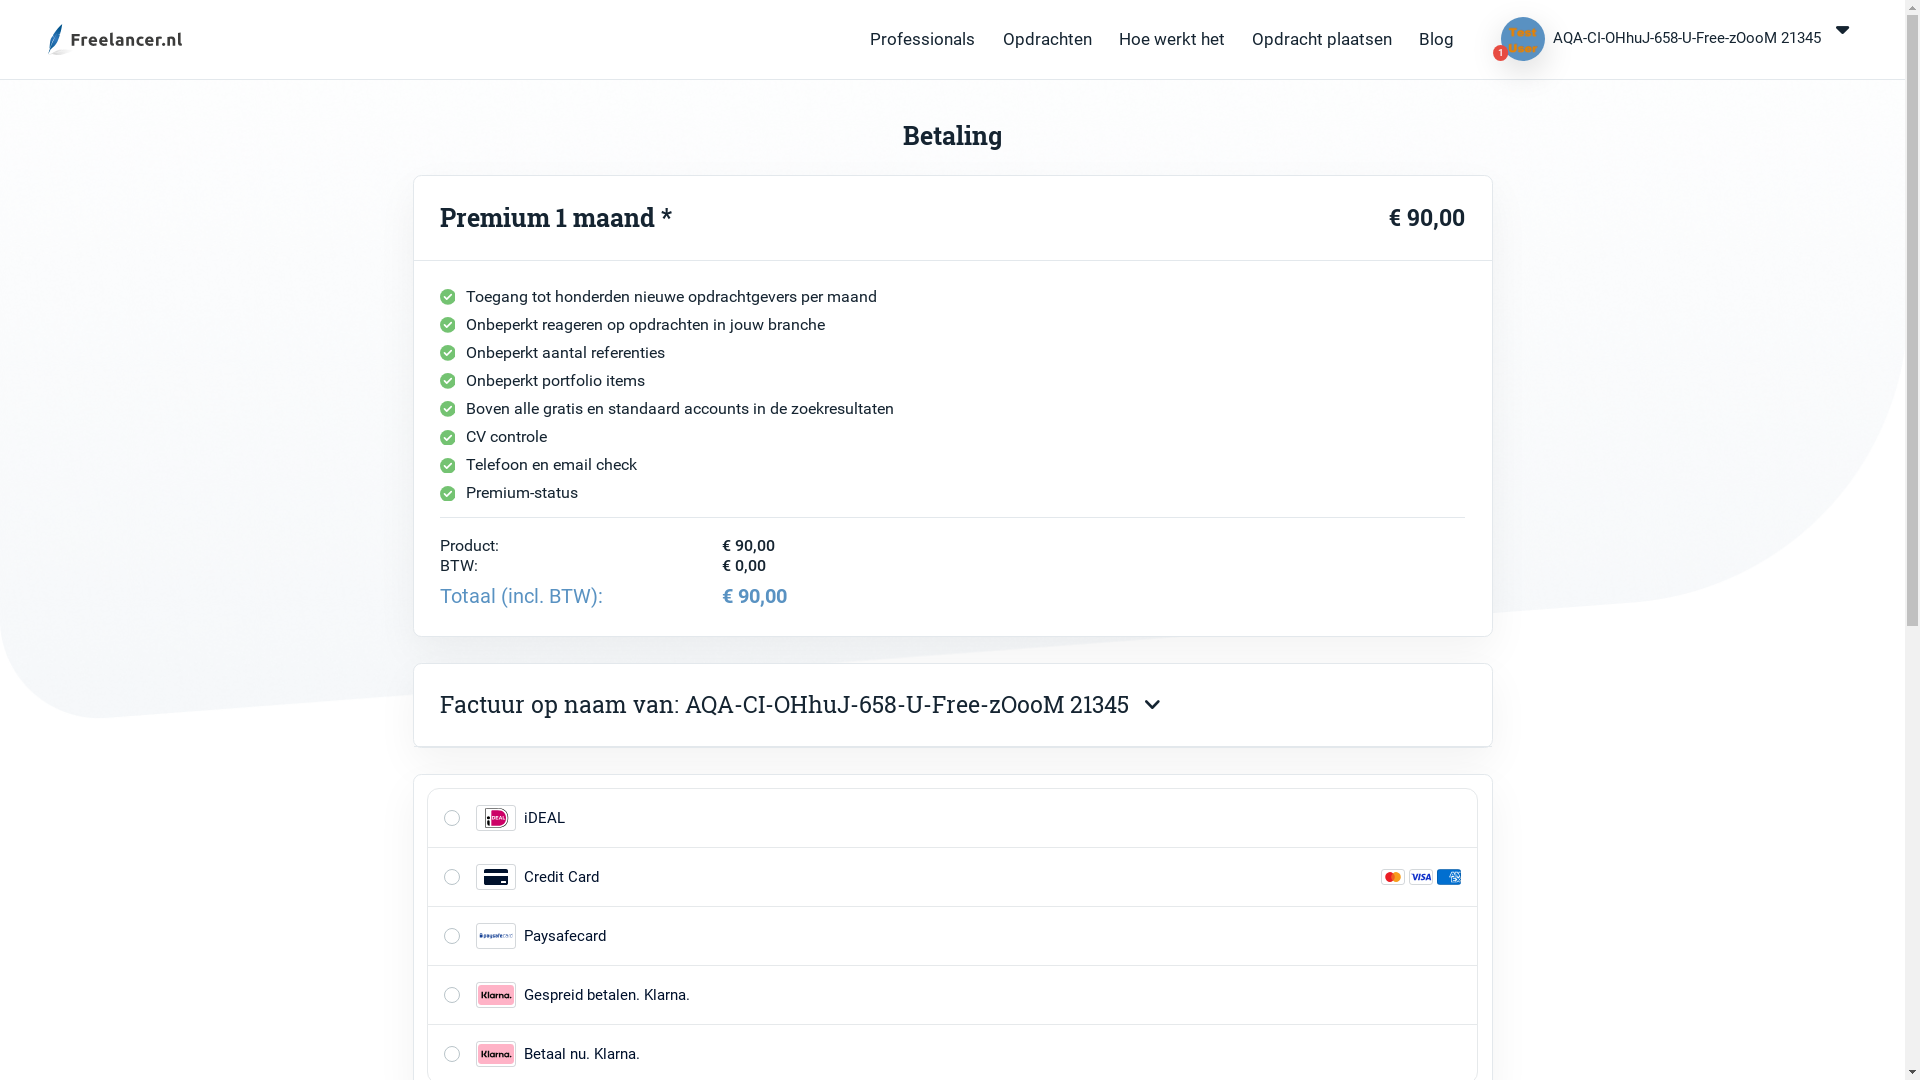 Freelancer.nl
Professionals
Opdrachten
Hoe werkt het
Opdracht plaatsen
Blog
Test
User
1
AQA-CI-OHhuJ-658-U-Free-zOooM 21345
Betaling
Premium 1 maand *
€ 90,00
Toegang tot honderden nieuwe opdrachtgevers per maand
Onbeperkt reageren op opdrachten in jouw branche
Onbeperkt aantal referenties
Onbeperkt portfolio items
Boven alle gratis en standaard accounts in de zoekresultaten
CV controle
Telefoon en email check
Premium-status
Product: € 90,00
BTW: € 0,00
Totaal (incl. BTW): € 90,00
Factuur op naam van: AQA-CI-OHhuJ-658-U-Free-zOooM 21345
iDEAL iDEAL
Credit Card VISA
paysafecard Paysafecard
Klarna. Gespreid betalen. Klarna.
Klarna. Betaal nu. Klarna.